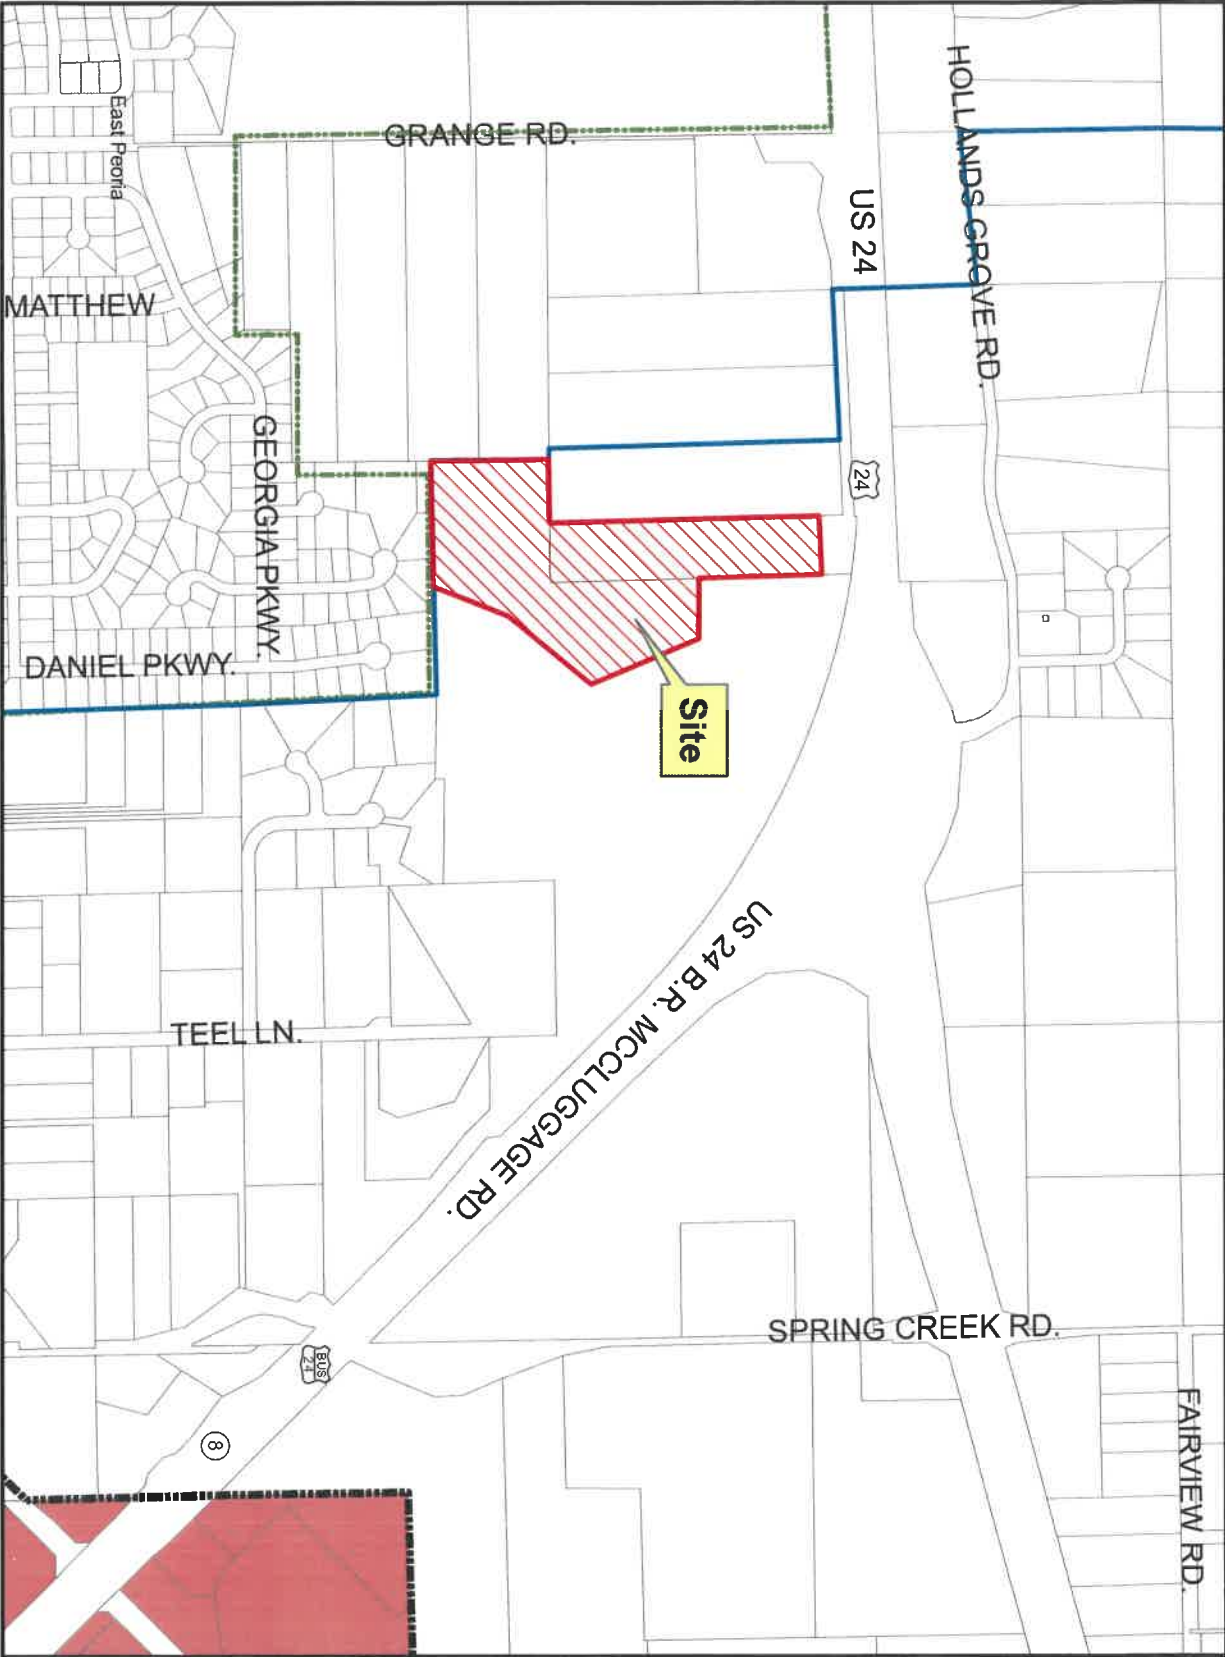 HOLLANDS GROVE RD.
East Peoria
GRANGE RD.
US 24
MATTHEW
GEORGIA PKWY.
24
DANIEL PKWY.
Site
US 24 B.R. MCCLUGGAGE RD.
TEEL LN.
SPRING CREEK RD.
BUS
24
FAIRVIEW RD.
8